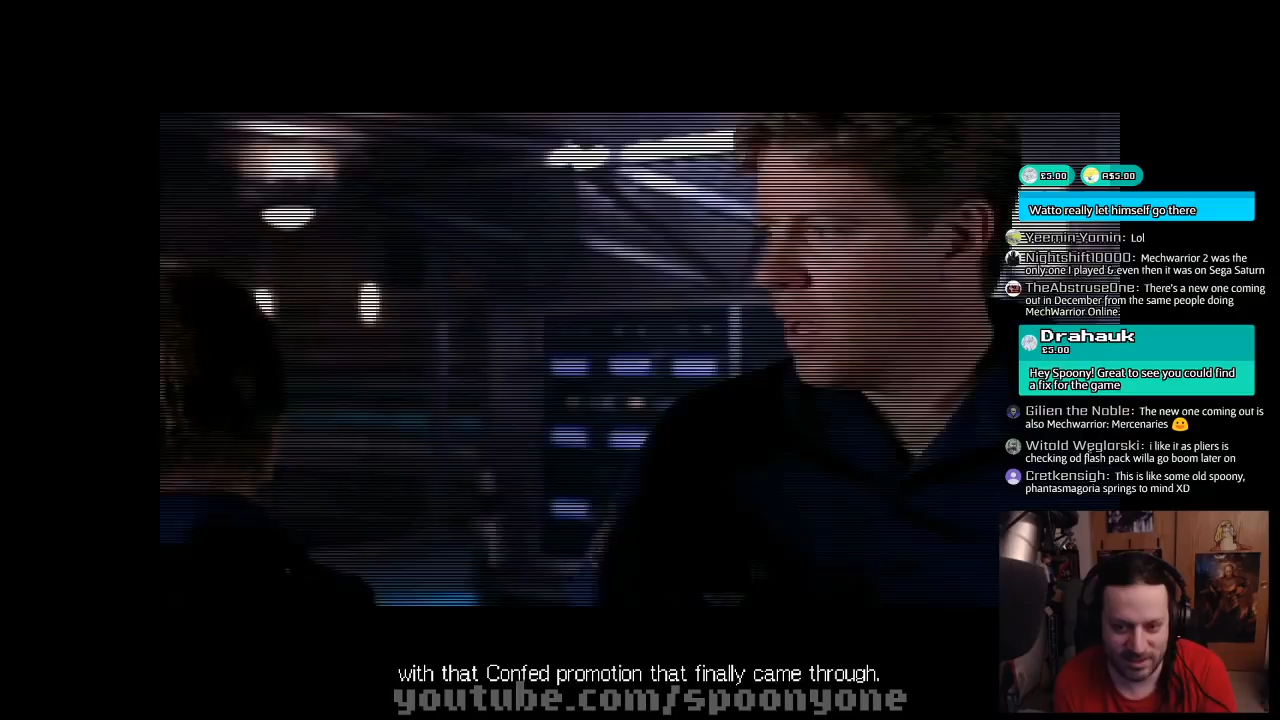 £5.00
A$5.00
Watto really let himself go there
Yeemin Yomin: Lol
Nightshift10000: Mechwarrior 2 was the
only one I played & even then it was on Sega Saturn
TheAbstruseOne: There's a new one coming
out in December from the same people doing
MechWarrior Online.
Drahauk
£5.00
Hey Spoony! Great to see you could find
a fix for the game
Gilien the Noble: The new one coming out is
also Mechwarrior: Mercenaries
Witold Węglorski: i like it as pliers is
checking od flash pack willa go boom later on
Cretkensigh: This is like some old spoony,
phantasmagoria springs to mind XD
with that Confed promotion that finally came through.
youtube.com/spoonyone